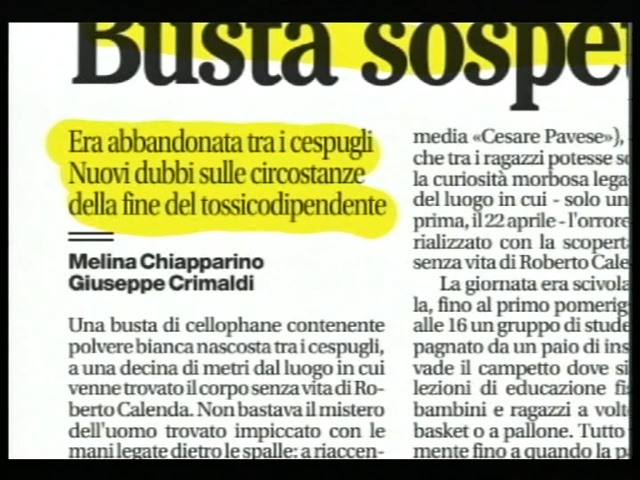 Busta sospet
Era abbandonata tra i cespugli
Nuovi dubbi sulle circostanze
della fine del tossicodipendente
Melina Chiapparino
Giuseppe Crimaldi
Una busta di cellophane contenente
polvere bianca nascosta tra i cespugli,
a una decina di metri dal luogo in cui
venne trovato il corpo senza vita di Ro-
berto Calenda. Non bastava il mistero
dell'uomo trovato impiccato con le
mani legate dietro le spalle: a riaccen-
media «Cesare Pavese»),
che tra i ragazzi potesse so
la curiosità morbosa lega
del luogo in cui - solo un
prima, il 22 aprile - l'orrore
rializzato con la scopert
senza vita di Roberto Cale
La giornata era scivola
la, fino al primo pomerig
alle 16 un gruppo di stude
pagnato da un paio di ins
vade il campetto dove si
lezioni di educazione fi
bambini e ragazzi a volt
basket o a pallone. Tutto
mente fino a quando la p